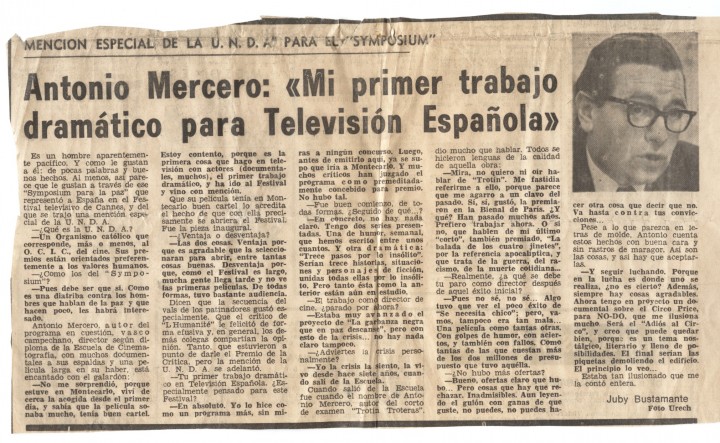 MENCION ESPECIAL DE LA U. N. D. A" PARA EL "SYMPOSIUM"
Antonio Mercero: «Mi primer trabajo
dramático para Televisión Española»
Es un hombre aparentemente
pacífico. Y como le gustan
a él: de pocas palabras y buenos
hechos. Al menos, así parece
que le gustan a través de ese
"Symposium para la paz" que
representó a España en el Festival
televisivo de Cannes, y del
que se trajo una mención especial
de la U. N. D. A.
—¿Qué es la U. N. D. A.?
—Un Organismo católico que
corresponde, más o menos, al
O. C. I. C. del cine. Sus premios
están orientados preferentemente
a los valores humanos.
—¿Como los del "Symposium"?
—Pues debe ser que sí. Como
es una diatriba contra los hombres
que hablan de la paz y que
hacen poco, les habrá interesado.
Antonio Mercero, autor del
programa en cuestión, vasco
campechano, director según diploma
de la Escuela de Cinematografía,
con muchos documentales
a sus espaldas y una película
larga en su haber, está
encantado con el galardón:
—No me sorprendió, porque
estuve en Montecarlo, viví de
cerca la acogida desde el primer
día, y sabía que la película sonaba
mucho, tenía buen cartel.
Estoy contento, porque es la
primera cosa que hago en televisión
con actores (documentales,
muchos), el primer trabajo
dramático, y ha ido al Festival
y vino con mención.
Que su película tenía en Montecarlo
buen cartel lo acredita
el hecho de que con ella precisamente
se abriera el Festival.
Fue la pieza inaugural.
—¿Ventaja o desventaja?
—Las dos cosas. Ventaja porque
es agradable que la seleccionaran
para abrir, entre tantas
cosas buenas. Desventaja porque,
como el Festival es largo,
mucha gente llega tarde y no ve
las primeras películas. De todas
formas, tuvo bastante audiencia.
Dicen que la secuencia del
vals de los patinadores gustó especialmente.
Que el crítico de
"L'Humanité" le felicitó de forma
efusiva y, en general, los demás
colegas compartían la opinión.
Tanto, que estuvieron a
punto de darle el Premio de la
Crítica, pero la mención de la
U. N. D. A. se adelantó.
—Tu primer trabajo dramático
en Televisión Española. ¿Especialmente
pensado para este
Festival?
—En absoluto. Yo lo hice como
un programa más, sin miras
a ningún concurso. Luego,
antes de emitirlo aquí, ya se supo
que iría a Montecarlo. Y muchos
críticos han juzgado el
programa como premeditadamente
concebido para premio.
No hubo tal.
—Fue buen comienzo, de todas
formas. ¿Seguido de qué...?
—En concreto, no hay nada
claro. Tengo dos series presentadas.
Una de humor, semanal,
que hemos escrito entre unos
cuantos. Y otra dramática:
"Trece pasos por lo insólito".
Serían trece historias, situaciones
y personajes de ficción,
unidas todas ellas por lo insólito.
Pero tanto ésta como la anterior
están aún en estudio.
—El trabajo como director de
cine, ¿parado por ahora?
—Estaba muy avanzado el
proyecto de "La garbanza negra
que en paz descanse", pero con
esto de la crisis... no hay nada
claro tampoco.
—¿Adviertes la crisis personalmente?
—Yo la crisis la siento, la vivo
desde hace siete años, cuando
salí de la Escuela.
Cuando salió de la Escuela
fue cuando el nombre de Antonio
Mercero, autor del corto
de examen "Trotín Troteras",
dio mucho que hablar. Todos se
hicieron lenguas de la calidad
de aquella obra:
—Mira, no quiero ni oír hablar
de "Trotín". Me fastidia
referirme a ello, porque parece
que me agarro a un clavo del
pasado. Sí, sí, gustó, la premiaron
en la Bienal de París. ¿Y
qué? Han pasado muchos años.
Prefiero trabajar ahora. O si
no, que hablen de mi último
"corto", también premiado, "La
balada de los cuatro jinetes",
por la referencia apocalíptica, y
que trata de la guerra, del racismo,
de la muerte cotidiana...
—Realmente, ¿a qué se debe
tu paro como director después
de aquel éxito inicial?
—Pues no sé, no sé... Algo
tuvo que ver el poco éxito de
"Se necesita chico"; pero, vamos,
tampoco era tan mala.
Una película como tantas otras.
Con golpes de humor, con aciertos,
y también con fallos. Como
tantas de las que cuestan más
de los dos millones de presupuesto
que tuvo aquélla.
—¿No hubo más ofertas?
—Bueno, ofertas claro que hubo...
Pero cosas que hay que rechazar.
Inadmisibles. Aun leyendo
el guión con ganas de que
guste, no puedes, no puedes hacer
otra cosa que decir que no.
Va hasta contra tus convicciones...
Pese a lo que parezca en letras
de molde, Antonio cuenta
estos hechos con buena cara y
sin rastros de amargor. Así son
las cosas, y así hay que aceptarlas.
—Y seguir luchando. Porque
en la lucha es donde uno se
realiza, ¿no es cierto? Además,
siempre hay cosas agradables.
Ahora tengo en proyecto un documental
sobre el Circo Price,
para NO-DO, que me ilusiona
mucho. Será el "Adiós al Circo",
y creo que puede quedar
bien, porque es un tema nostálgico,
literario y lleno de posibilidades.
El final serían las
piquetas demoliendo el edificio.
El principio lo veo...
Estaba tan ilusionado que me
la contó entera.
Juby Bustamante
Foto Urech